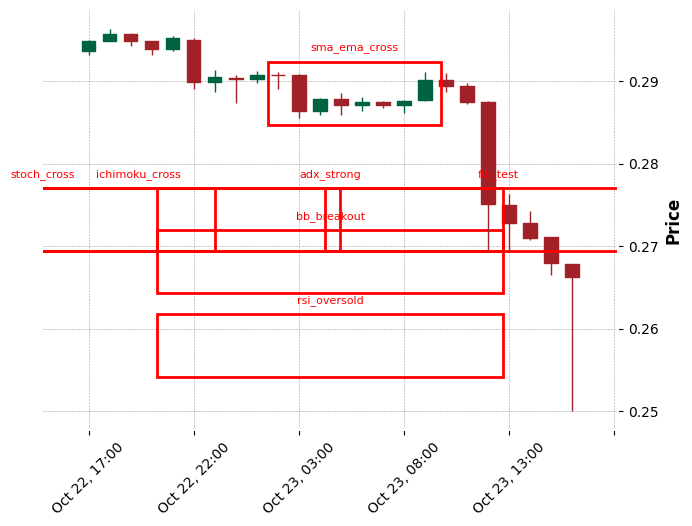 sma_ema_cross
0.29
0.28
stoch_cross
ichimoku_cross
adx_strong
bb_breakout
Price
0.27
rsi_oversold
0.26
0.25
Oct 22, 17:00
Oct 22, 22:00
Oct 23, 03:00
Oct 23, 08:00
Oct 23, 13:00